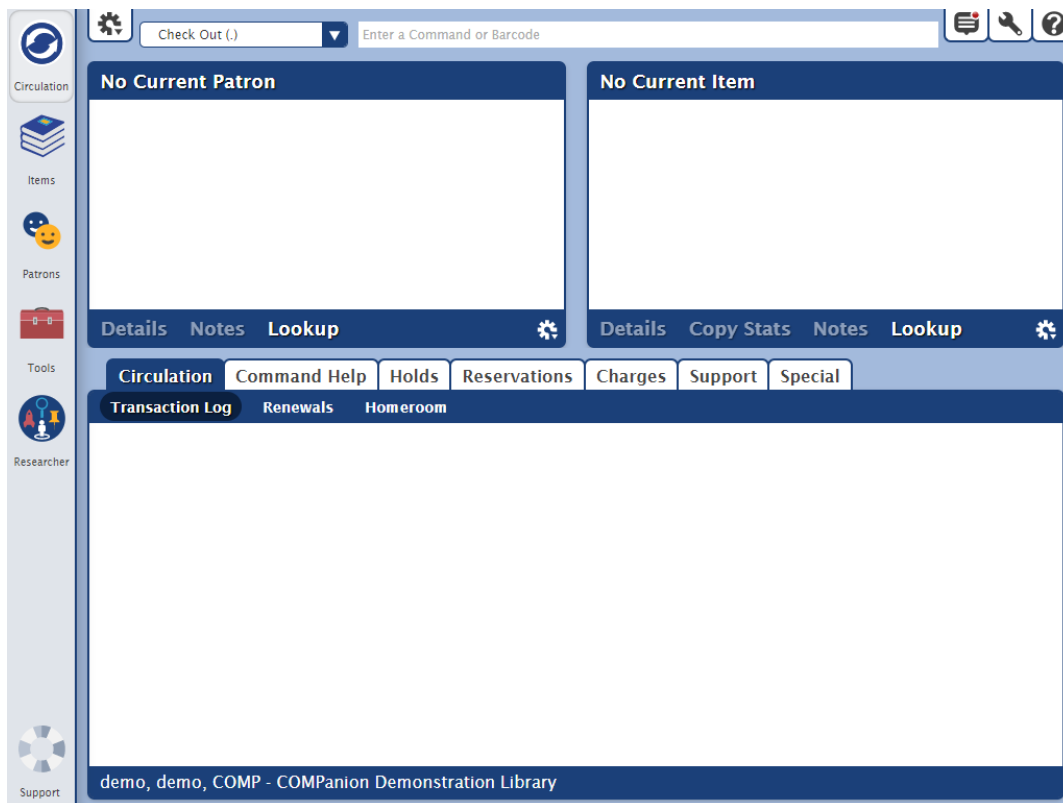 Check Out (.)
Enter a Command or Barcode
Circulation
Items
Patrons
Tools
Researcher
Support
No Current Patron
Details Notes Lookup
No Current Item
Details Copy Stats Notes Lookup
Circulation Command Help Holds Reservations Charges Support Special
Transaction Log Renewals Homeroom
demo, demo, COMP - COMPanion Demonstration Library